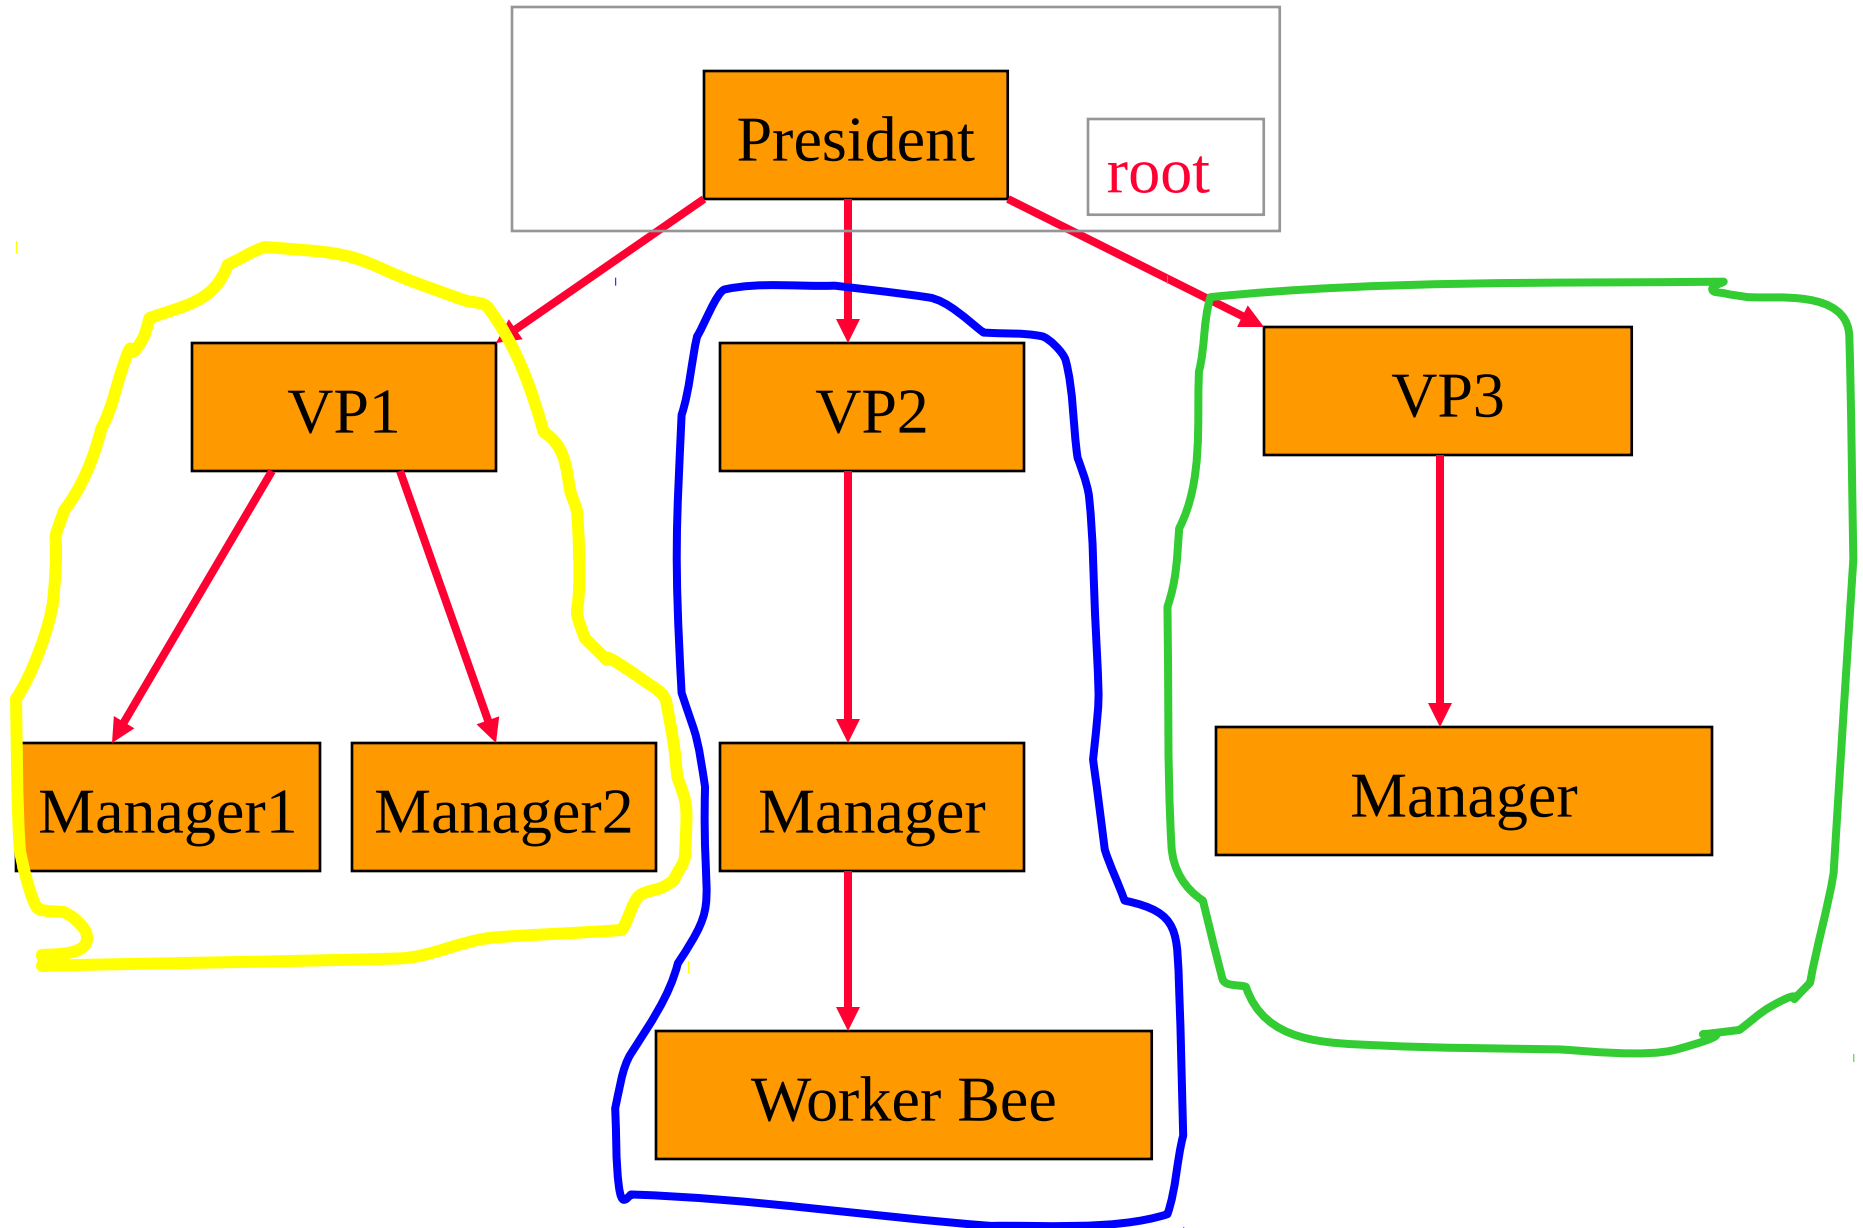 President
root
VP1
VP2
VP3
Manager1
Manager2
Manager
Manager
Worker Bee